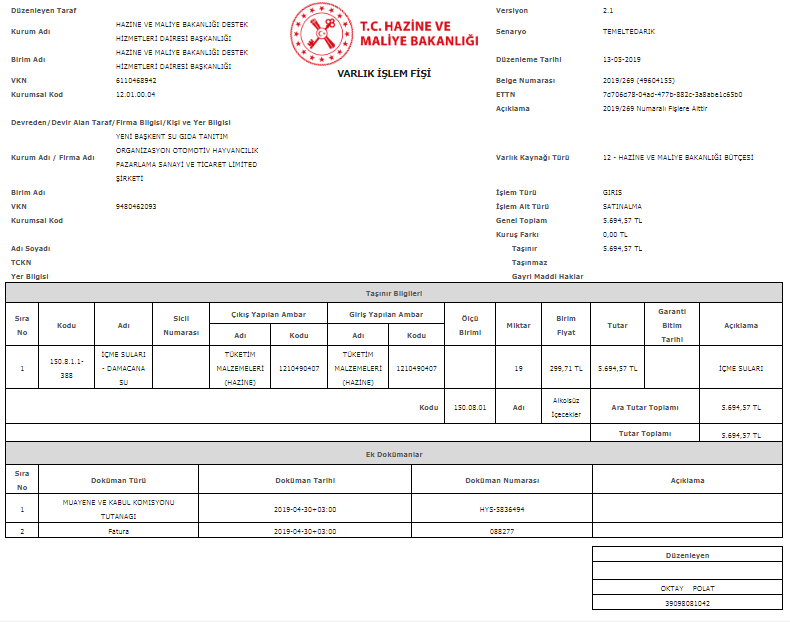 Düzenleyen Taraf
Kurum Adı
HAZİNE VE MALİYE BAKANLIĞI DESTEK
HİZMETLERİ DAİRESİ BAŞKANLIĞI
Birim Adı
HAZİNE VE MALİYE BAKANLIĞI DESTEK
HİZMETLERİ DAİRESİ BAŞKANLIĞI
VKN 6110468942
Kurumsal Kod 12.01.00.04
T.C. HAZİNE VE
MALİYE BAKANLIĞI
VARLIK İŞLEM FİŞİ
Versiyon 2.1
Senaryo TEMELTEDARIK
Düzenleme Tarihi 13-05-2019
Belge Numarası 2019/269 (49604155)
ETTN 7d706d78-04ad-477b-882c-3a8abe1c65b0
Açıklama 2019/269 Numaralı Fişlere Aittir
Devreden/Devir Alan Taraf/Firma Bilgisi/Kişi ve Yer Bilgisi
Kurum Adı / Firma Adı
YENİ BAŞKENT SU GIDA TANITIM
ORGANİZASYON OTOMOTİV HAYVANCILIK
PAZARLAMA SANAYİ VE TİCARET LİMİTED
ŞİRKETİ
Birim Adı
VKN 9480462093
Kurumsal Kod
Adı Soyadı
TCKN
Yer Bilgisi
Varlık Kaynağı Türü 12 - HAZİNE VE MALİYE BAKANLIĞI BÜTÇESİ
İşlem Türü GIRIS
İşlem Alt Türü SATINALMA
Genel Toplam 5.694,57 TL
Kuruş Farkı 0,00 TL
Taşınır 5.694,57 TL
Taşınmaz
Gayri Maddi Haklar
Taşınır Bilgileri
Sıra No
Kodu
Adı
Sicil Numarası
Çıkış Yapılan Ambar
Adı Kodu
Giriş Yapılan Ambar
Adı Kodu
Ölçü Birimi
Miktar
Birim Fiyat
Tutar
Garanti Bitim Tarihi
Açıklama
1
150.8.1.1-
388
İÇME SULARI
- DAMACANA
SU
TÜKETİM
MALZEMELERİ
(HAZİNE)
1210490407
TÜKETİM
MALZEMELERİ
(HAZİNE)
1210490407
19
299,71 TL
5.694,57 TL
İÇME SULARI
Kodu 150.08.01 Adı
Alkolsüz
İçecekler
Ara Tutar Toplamı 5.694,57 TL
Tutar Toplamı 5.694,57 TL
Ek Dokümanlar
Sıra
No
Doküman Türü Doküman Tarihi Doküman Numarası Açıklama
1
MUAYENE VE KABUL KOMİSYONU
TUTANAGI
2019-04-30+03:00 HYS-5836494
2 Fatura 2019-04-30+03:00 088277
Düzenleyen
OKTAY POLAT
39098081042